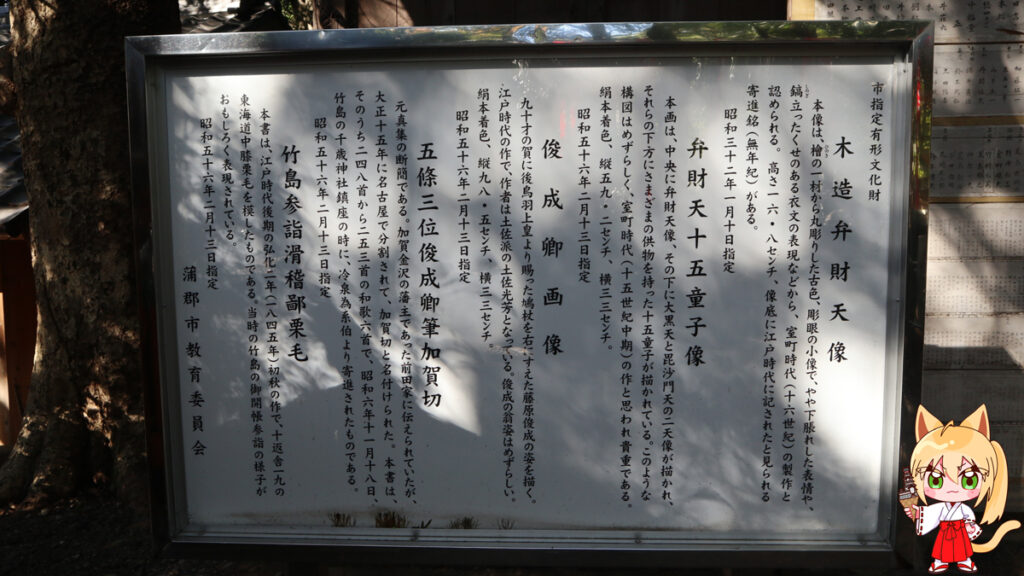 市指定有形文化財
木造弁財天像
本像は、檜の一材から丸彫りした古色、彫眼の小像で、やや下膨れした表情や、
鎬立ったくせのある衣文の表現などから、室町時代(十六世紀)の製作と
認められる。高さ一六・八センチ、像底に江戸時代に記されたと見られる
寄進銘(無年紀)がある。
昭和三十二年一月十日指定
弁財天十五童子像
本画は、中央に弁財天像、その下に大黒天と毘沙門天の二天像が描かれ、
それらの下方にさまざまの供物を持った十五童子が描かれている。このような
構図はめずらしく、室町時代(十五世紀中期)の作と思われ貴重である。
絹本着色、縦五九・二センチ、横三三センチ。
昭和五十六年二月十三日指定
俊成卿画像
九十才の賀に後鳥羽上皇より賜った鳩杖を右にすえた藤原俊成の姿を描く。
江戸時代の作で、作者は土佐派の土佐光芳となっている。俊成の翁姿はめずらしい。
絹本着色、縦九八・五センチ、横三二センチ。
昭和五十六年二月十三日指定
五條三位俊成卿筆加賀切
元真集の断簡である。加賀金沢の藩主であった前田家に伝えられていたが、
大正十五年に名古屋で分割されて、加賀切と名付けられた。本書は、
そのうち二四八首から二五三首の和歌六首で、昭和六年十一月十八日、
竹島の千歳神社鎮座の時に、冷泉為系伯より寄進されたものである。
昭和五十六年二月十三日指定
竹島参詣滑稽鄙栗毛
本書は、江戸時代後期の弘化二年(一八四五年)初秋の作で、十返舎一九の
東海道中膝栗毛を模したものである。当時の竹島の御開帳参詣の様子が
おもしろく表現されている。
昭和五十六年二月十三日指定
蒲郡市教育委員会